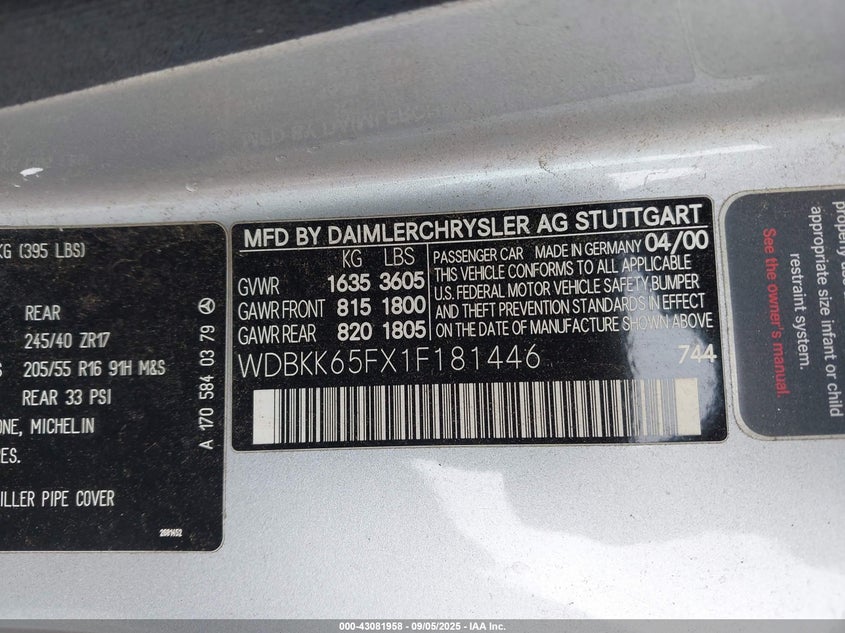 KG (395 LBS)
REAR
245/40 ZR17
205/55 R16 91H M&S
REAR 33 PSI
ONE, MICHELIN
ILLER PIPE COVER
2601452
A 170 584 03 79
MFD BY DAIMLERCHRYSLER AG STUTTGART
KG LBS
GVWR 1635 3605
GAWR FRONT 815 1800
GAWR REAR 820 1805
PASSENGER CAR MADE IN GERMANY 04/00
THIS VEHICLE CONFORMS TO ALL APPLICABLE
U.S. FEDERAL MOTOR VEHICLE SAFETY, BUMPER
AND THEFT PREVENTION STANDARDS IN EFFECT
ON THE DATE OF MANUFACTURE SHOWN ABOVE
WDBKK65FX1F181446
744
appropriate size infant or child
restraint system.
See the owner's manual.
000-43081958 - 09/05/2025 - IAA Inc.